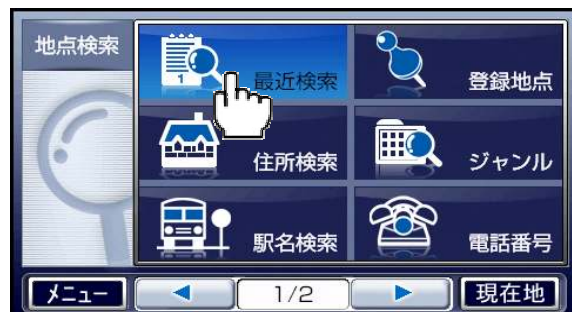 地点検索
最近検索
登録地点
住所検索
ジャンル
駅名検索
電話番号
メニュー
1/2
現在地